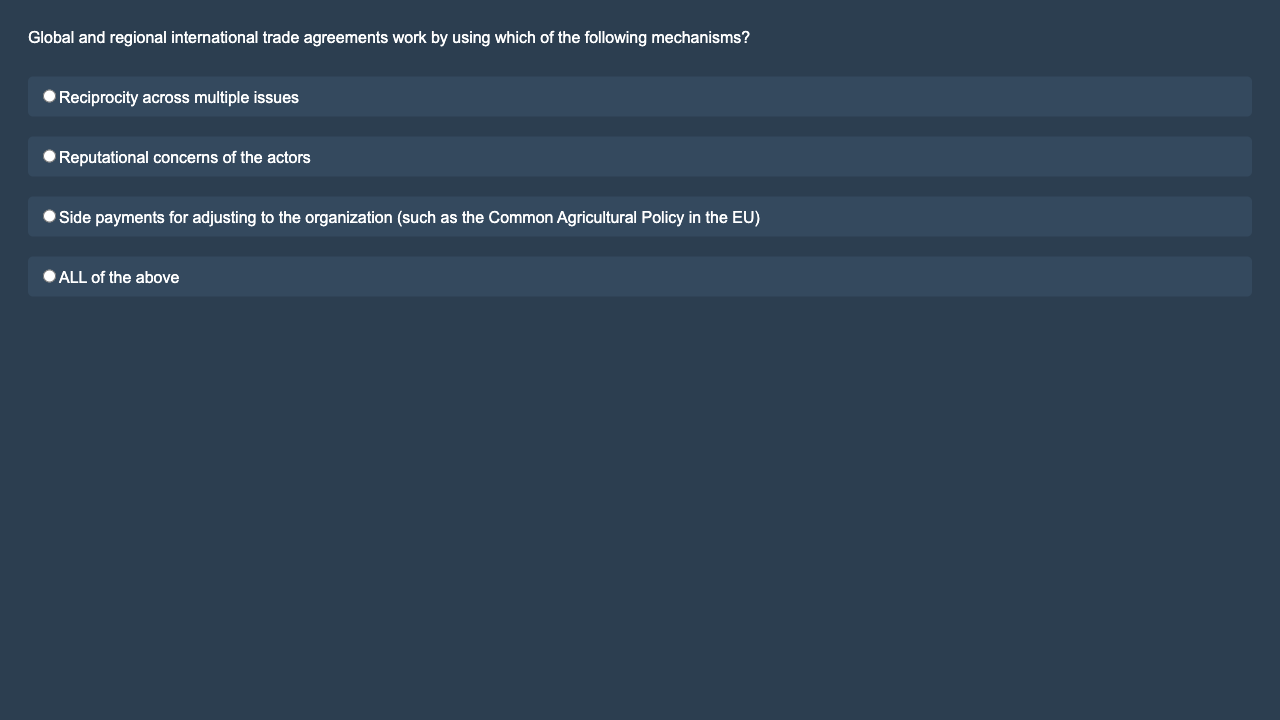 Global and regional international trade agreements work by using which of the following mechanisms?
Reciprocity across multiple issues
Reputational concerns of the actors
Side payments for adjusting to the organization (such as the Common Agricultural Policy in the EU)
ALL of the above